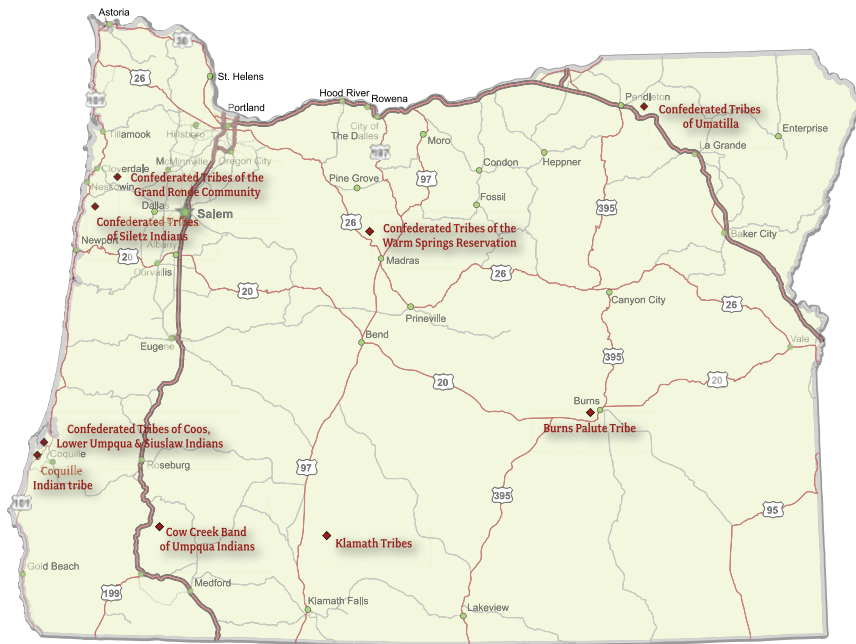 Astoria
30
26
St. Helens
101
Portland
Hood River
Rowena
Tillamook
Hillsboro
City of
The Dalles
Pendleton
Confederated Tribes
of Umatilla
Enterprise
Moro
McMinnville
Oregon City
197
La Grande
Heppner
Condon
Cloverdale
Neskowin
Confederated Tribes of the
Grand Ronde Community
Pine Grove
97
Fossil
395
Dallas
Salem
Confederated Tribes
of Siletz Indians
26
Confederated Tribes of the
Warm Springs Reservation
Baker City
Newport
Albany
20
Corvallis
Madras
26
20
Canyon City
26
Prineville
Eugene
Bend
Vale
395
20
20
Burns
Burns Palute Tribe
Confederated Tribes of Coos,
Lower Umpqua & Siuslaw Indians
Coquille
Coquille
Indian tribe
Roseburg
97
395
101
95
Cow Creek Band
of Umpqua Indians
Klamath Tribes
Gold Beach
199
Medford
Klamath Falls
Lakeview